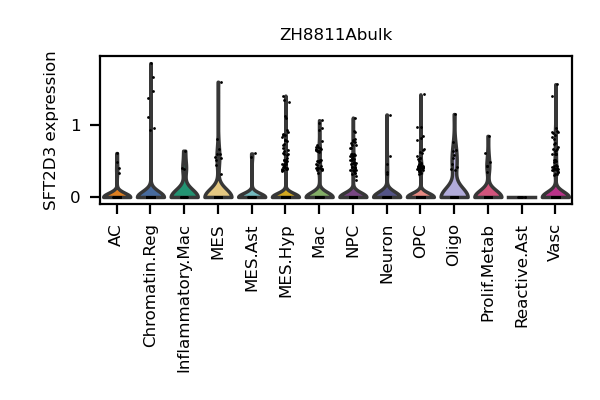 ZH8811Abulk
SFT2D3 expression
1
0
AC
Chromatin.Reg
Inflammatory.Mac
MES
MES.Ast
MES.Hyp
Mac
NPC
Neuron
OPC
Oligo
Prolif.Metab
Reactive.Ast
Vasc